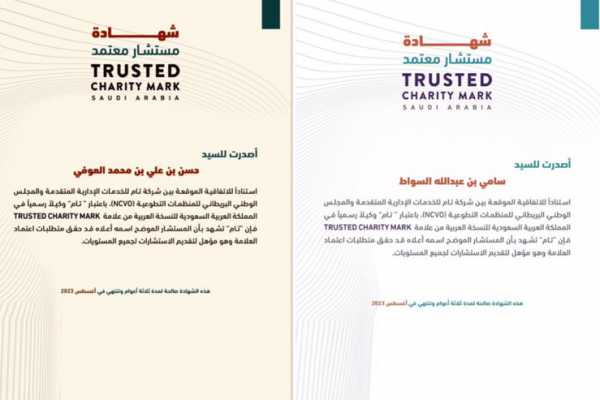 شهادة
مستشار معتمد
TRUSTED
CHARITY MARK
SAUDI ARABIA
أصدرت للسيد
حسن بن علي بن محمد العوفي
استناداً للاتفاقية الموقعة بين شركة تام للخدمات الإدارية المتقدمة والمجلس
الوطني البريطاني للمنظمات التطوعية (NCVO)، باعتبار " تام" وكيلاً رسمياً في
المملكة العربية السعودية للنسخة العربية من علامة TRUSTED CHARITY MARK
فإن "تام" تشهد بأن المستشار الموضح اسمه أعلاه قد حقق متطلبات اعتماد
العلامة وهو مؤهل لتقديم الاستشارات لجميع المستويات.
هذه الشهادة صالحة لمدة ثلاثة أعوام وتنتهي في أغسطس 2023
شهادة
مستشار معتمد
TRUSTED
CHARITY MARK
SAUDI ARABIA
أصدرت للسيد
سامي بن عبدالله السواط
استناداً للاتفاقية الموقعة بين شركة تام للخدمات الإدارية المتقدمة والمجلس
الوطني البريطاني للمنظمات التطوعية (NCVO)، باعتبار " تام" وكيلاً رسمياً في
المملكة العربية السعودية للنسخة العربية من علامة TRUSTED CHARITY MARK
فإن "تام" تشهد بأن المستشار الموضح اسمه أعلاه قد حقق متطلبات اعتماد
العلامة وهو مؤهل لتقديم الاستشارات لجميع المستويات.
هذه الشهادة صالحة لمدة ثلاثة أعوام وتنتهي في أغسطس 2023